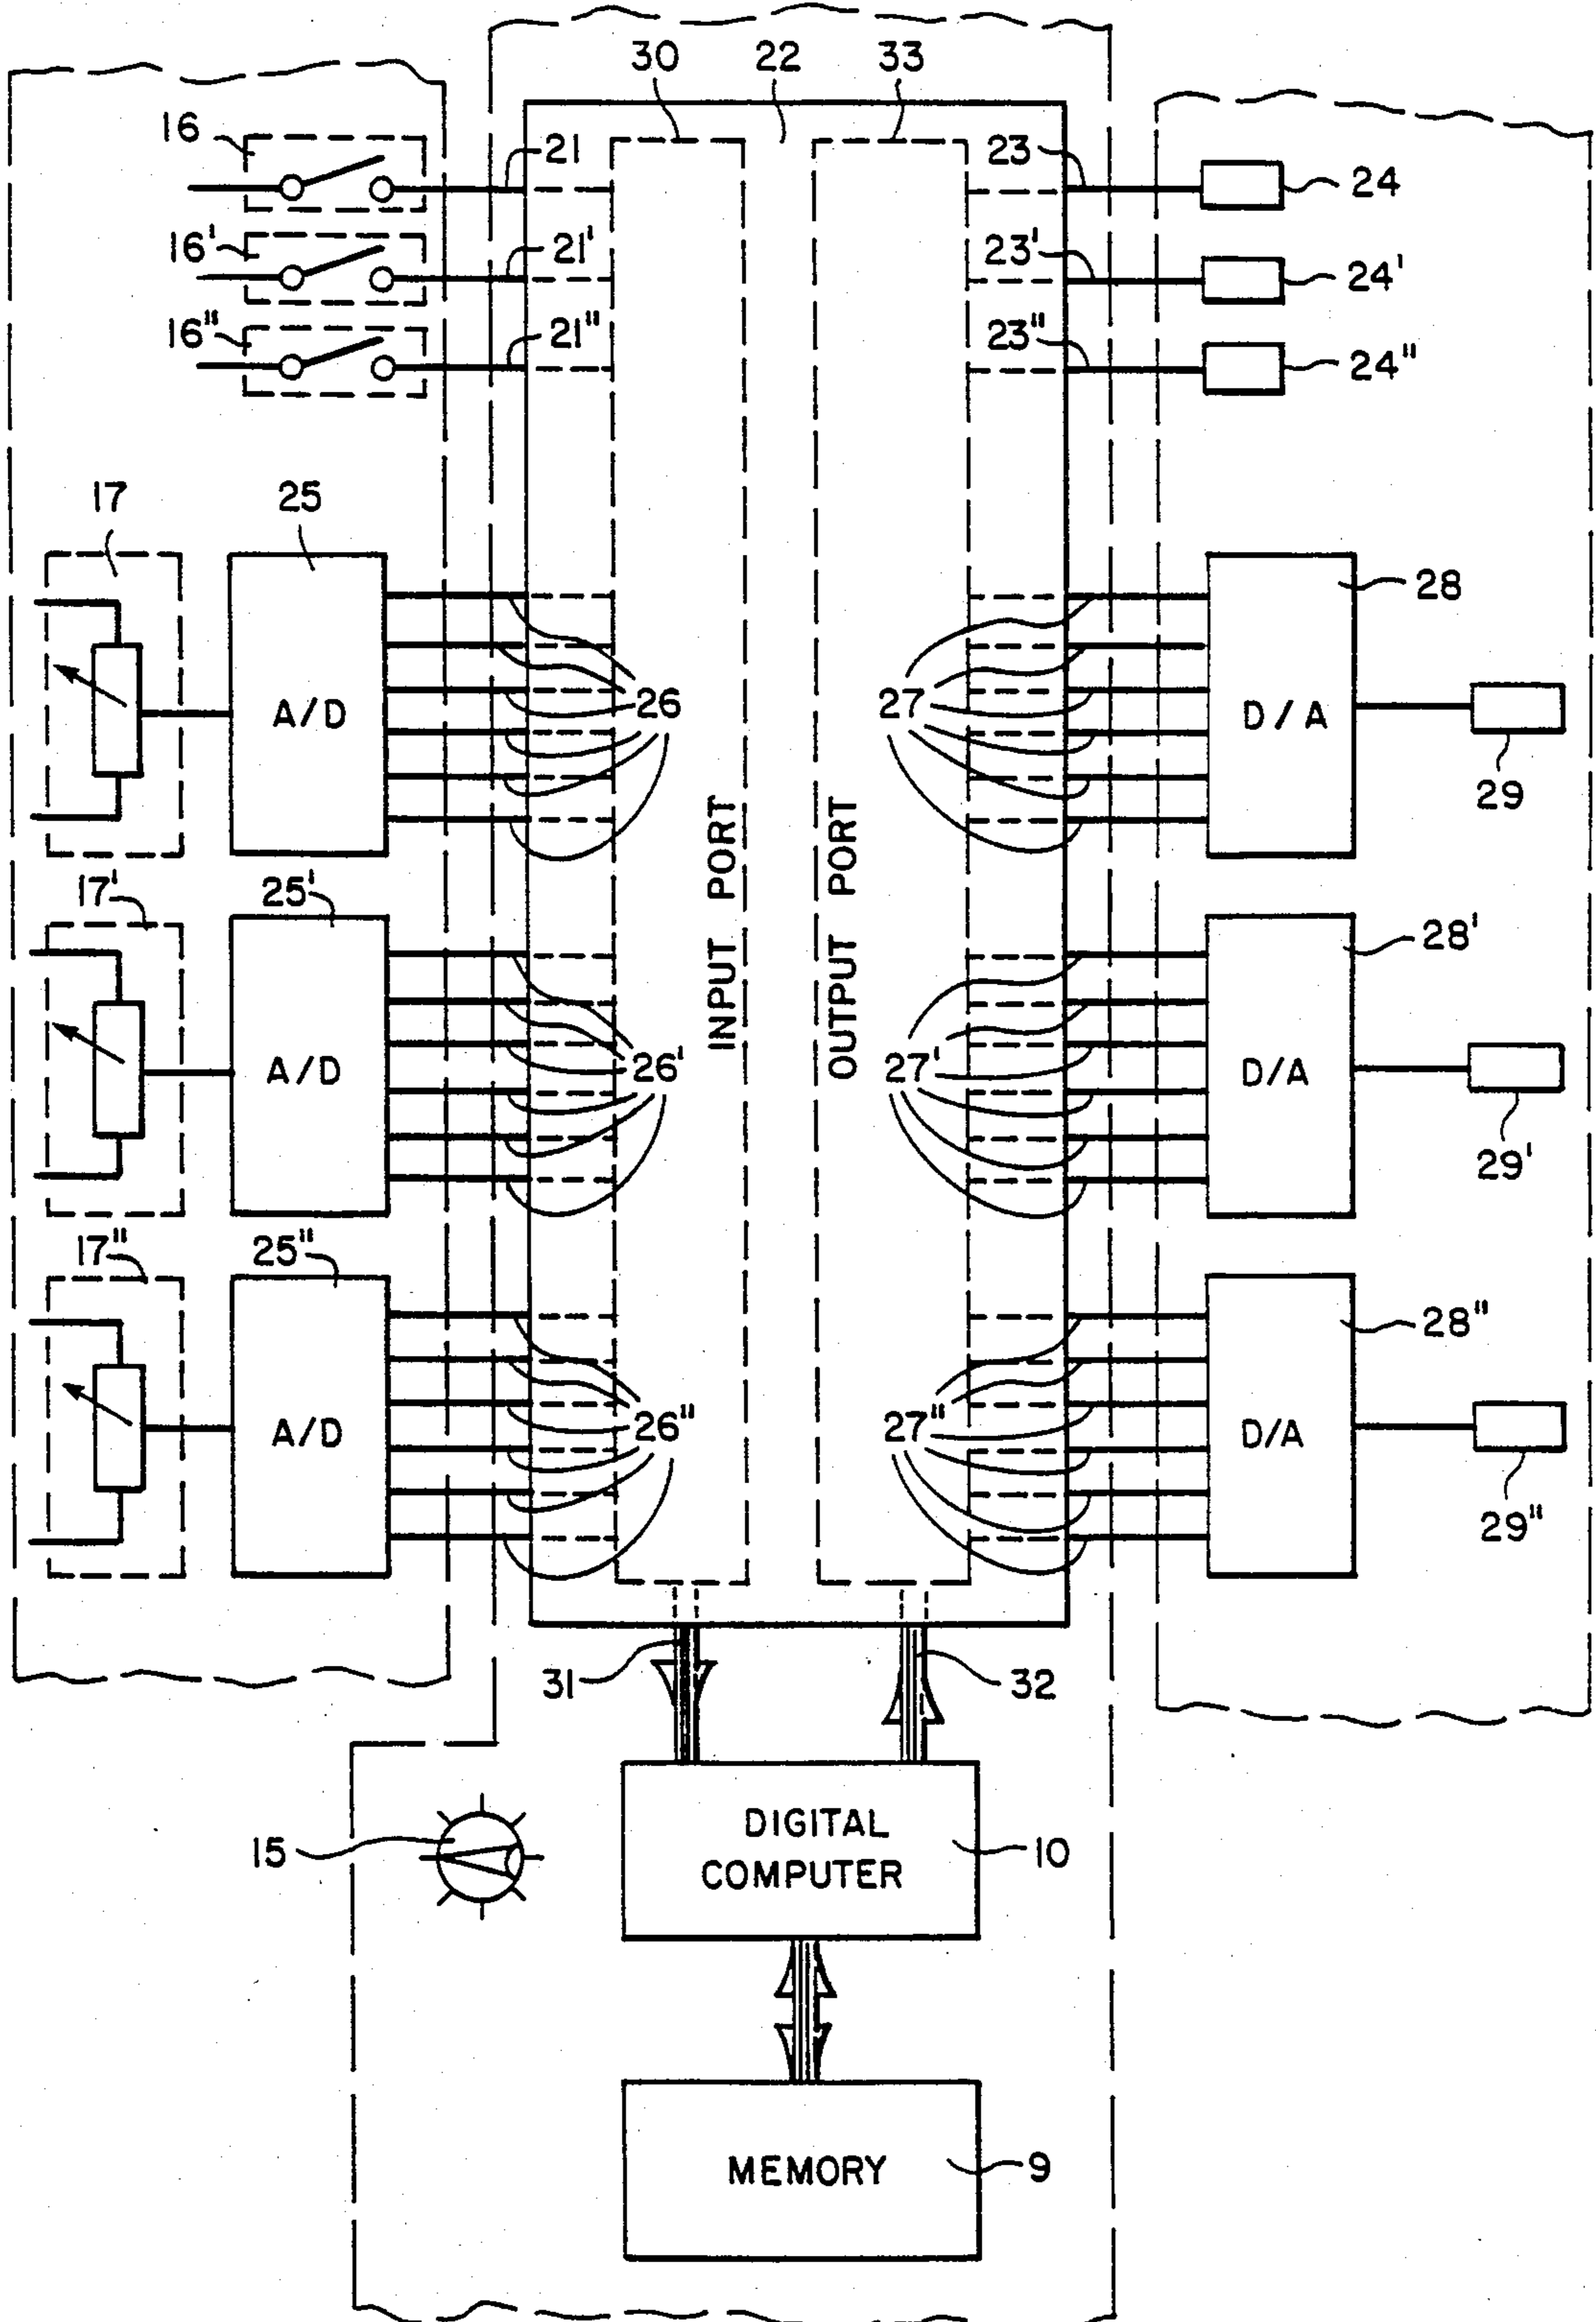 30 22 33
16 21 23 24
16' 21' 23' 24'
16" 21" 23" 24"
17 25 28
A/D 26 27 D/A
29
INPUT PORT
OUTPUT PORT
17' 25' 28'
A/D 26' 27' D/A
29'
17" 25" 28"
A/D 26" 27" D/A
29"
31 32
15 DIGITAL
COMPUTER 10
MEMORY 9